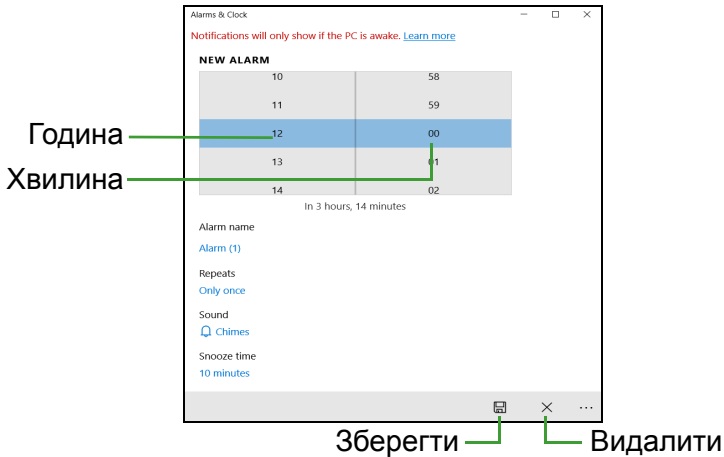 Alarms & Clock
Notifications will only show if the PC is awake. Learn more
NEW ALARM
10 58
11 59
Година 12 00
13 01
Хвилина
14 02
In 3 hours, 14 minutes
Alarm name
Alarm (1)
Repeats
Only once
Sound
Chimes
Snooze time
10 minutes
...
Зберегти Видалити